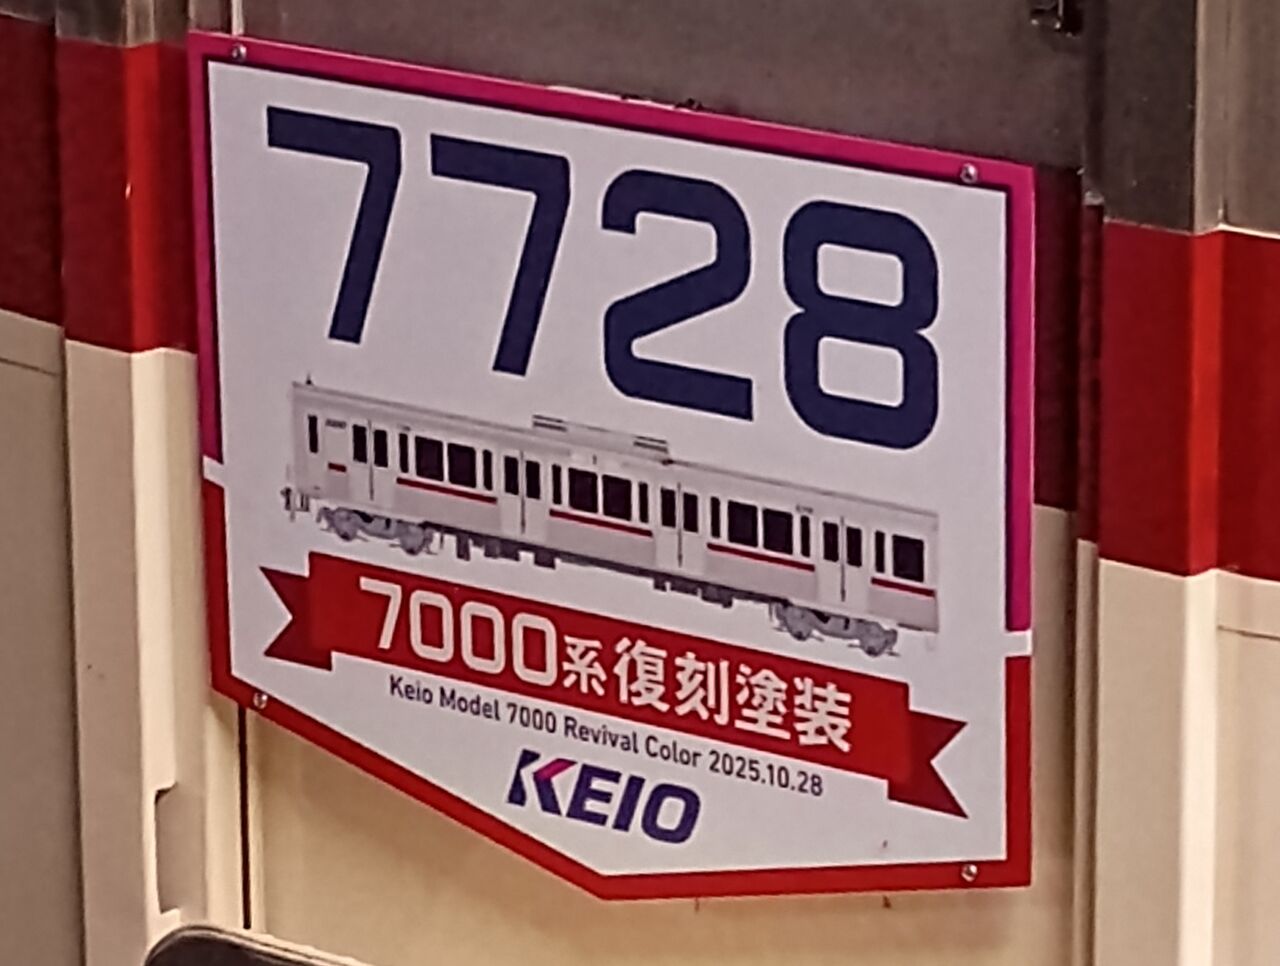 7728
7000系復刻塗装
Keio Model 7000 Revival Color 2025.10.28
KEIO